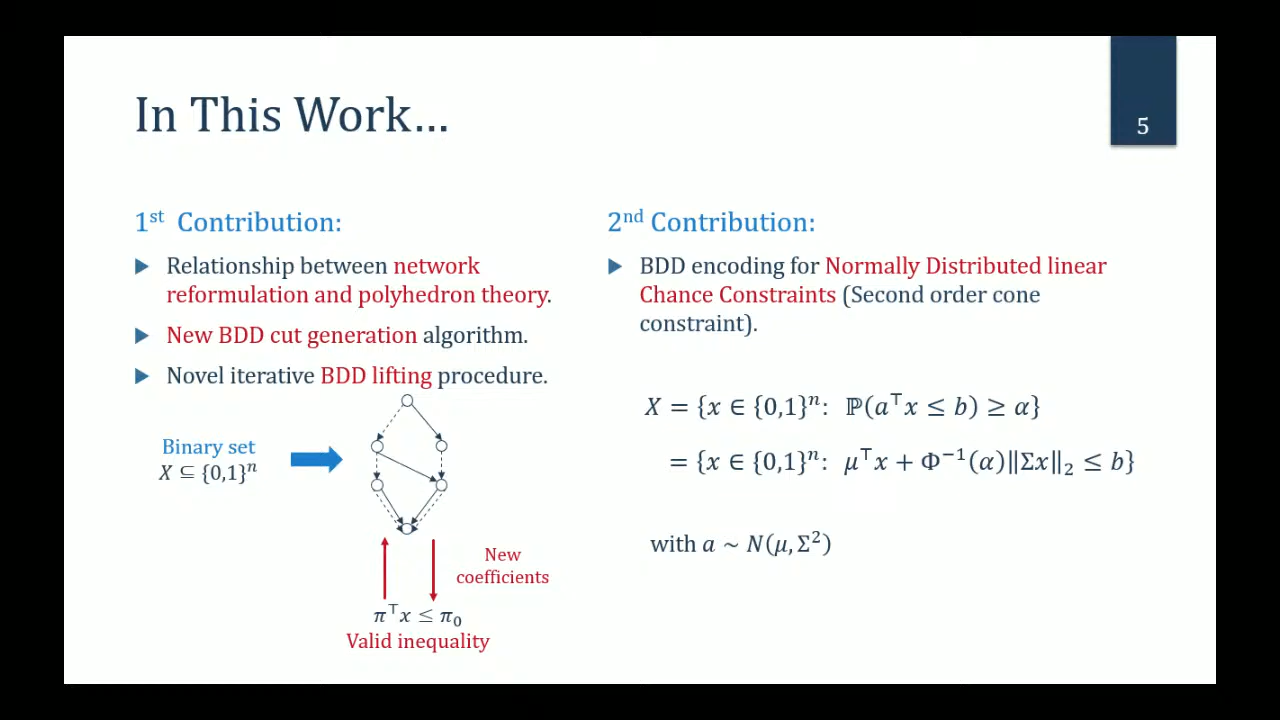 In This Work...
5
1st Contribution:
Relationship between network
reformulation and polyhedron theory.
New BDD cut generation algorithm.
Novel iterative BDD lifting procedure.
Binary set
X ⊆ {0,1}ⁿ
New
coefficients
π⊤x ≤ π₀
Valid inequality
2nd Contribution:
BDD encoding for Normally Distributed linear
Chance Constraints (Second order cone
constraint).
X = {x ∈ {0,1}ⁿ: ℙ(a⊤x ≤ b) ≥ α}
= {x ∈ {0,1}ⁿ: μ⊤x + Φ⁻¹(α)‖Σx‖₂ ≤ b}
with a ~ N(μ, Σ²)